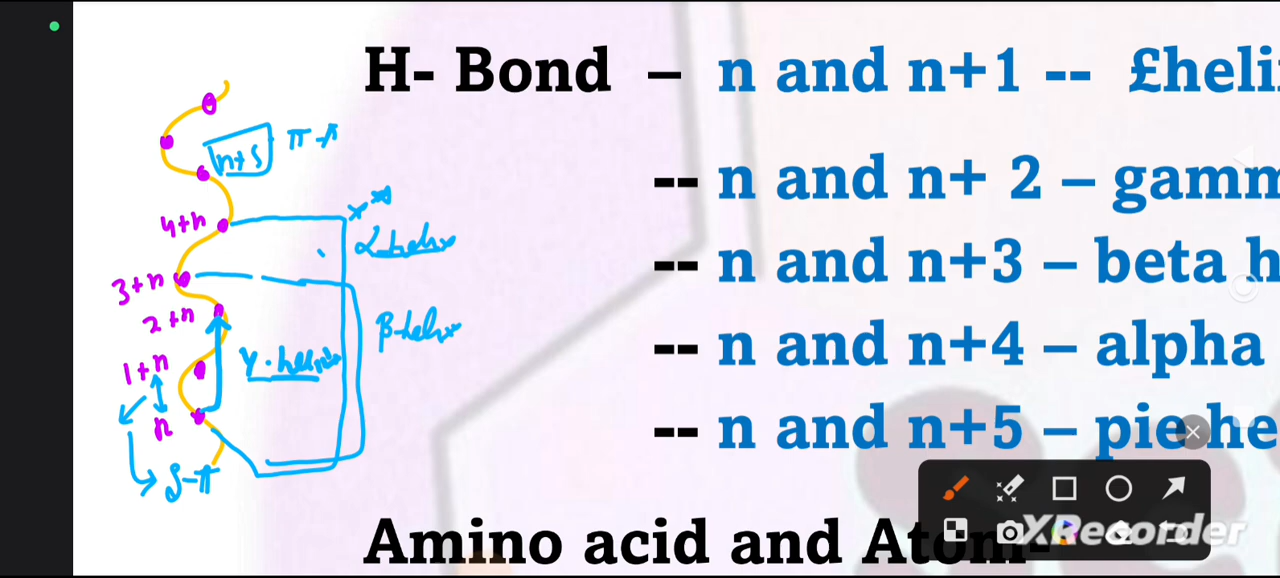 H- Bond – n and n+1 -- £heli
-- n and n+ 2 – gamm
-- n and n+3 – beta h
-- n and n+4 – alpha
-- n and n+5 – pie he
Amino acid and Atom-
n+5
π-
4+n
α helix
3+n
2+n
β-helix
1+n
γ-
n
XRecorder